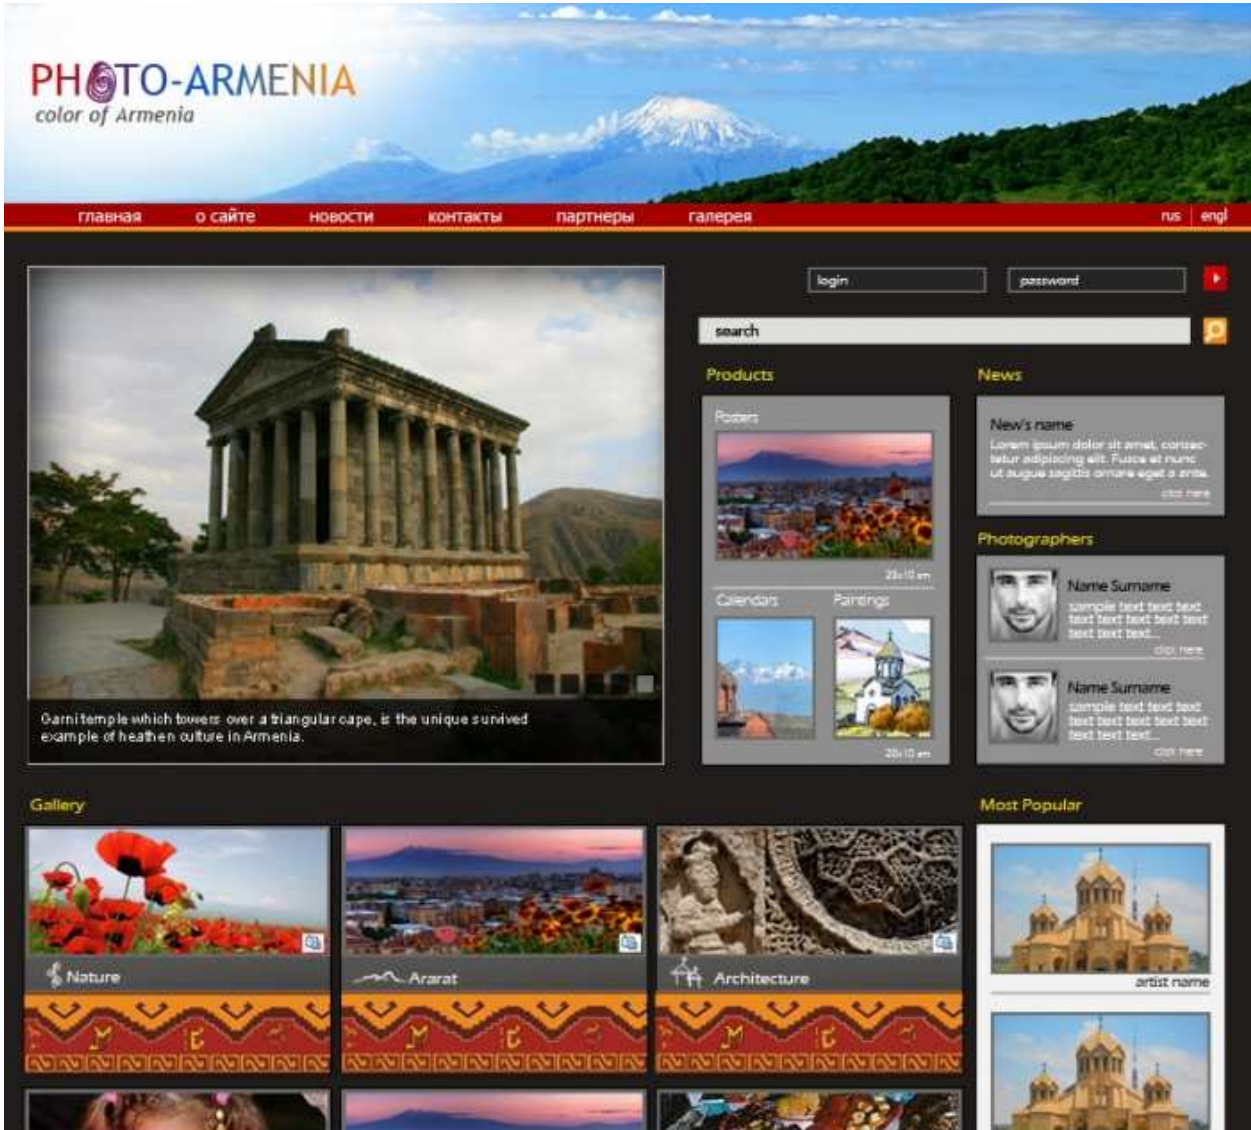 PHOTO-ARMENIA
color of Armenia
главная о сайте новости контакты партнеры галерея rus engl
login password
search
Products News
Posters
New's name
Lorem ipsum dolor sit amet, consec-
tetur adipiscing elit. Fusce et nunc
ut augue sagittis ornare eget a ante.
click here
Photographers
20x10 cm
Calendars Paintings
Name Surname
sample text text text
text text text text text
text text text...
click here
Name Surname
sample text text text
text text text text text
text text text...
click here
20x10 cm
Garni temple which towers over a triangular cape, is the unique survived
example of heathen culture in Armenia.
Gallery Most Popular
Nature Ararat Architecture
artist name